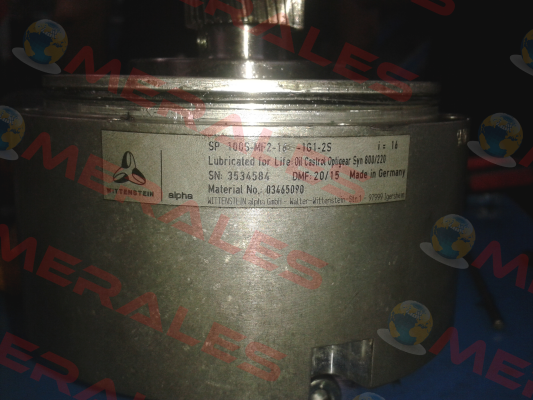 SP 100S-MF2-16 -1G1-2S i= 16
Lubricated for Life Oil Castrol Optigear Syn 800/220
SN: 3534584 DMF: 20/15 Made in Germany
Material No.: 03465090
WITTENSTEIN alpha GmbH - Walter-Wittenstein-Str.1 - 97999 Igersheim
WITTENSTEIN
alpha
MERALES
MERALES
MERALES
MERALES
MERALES